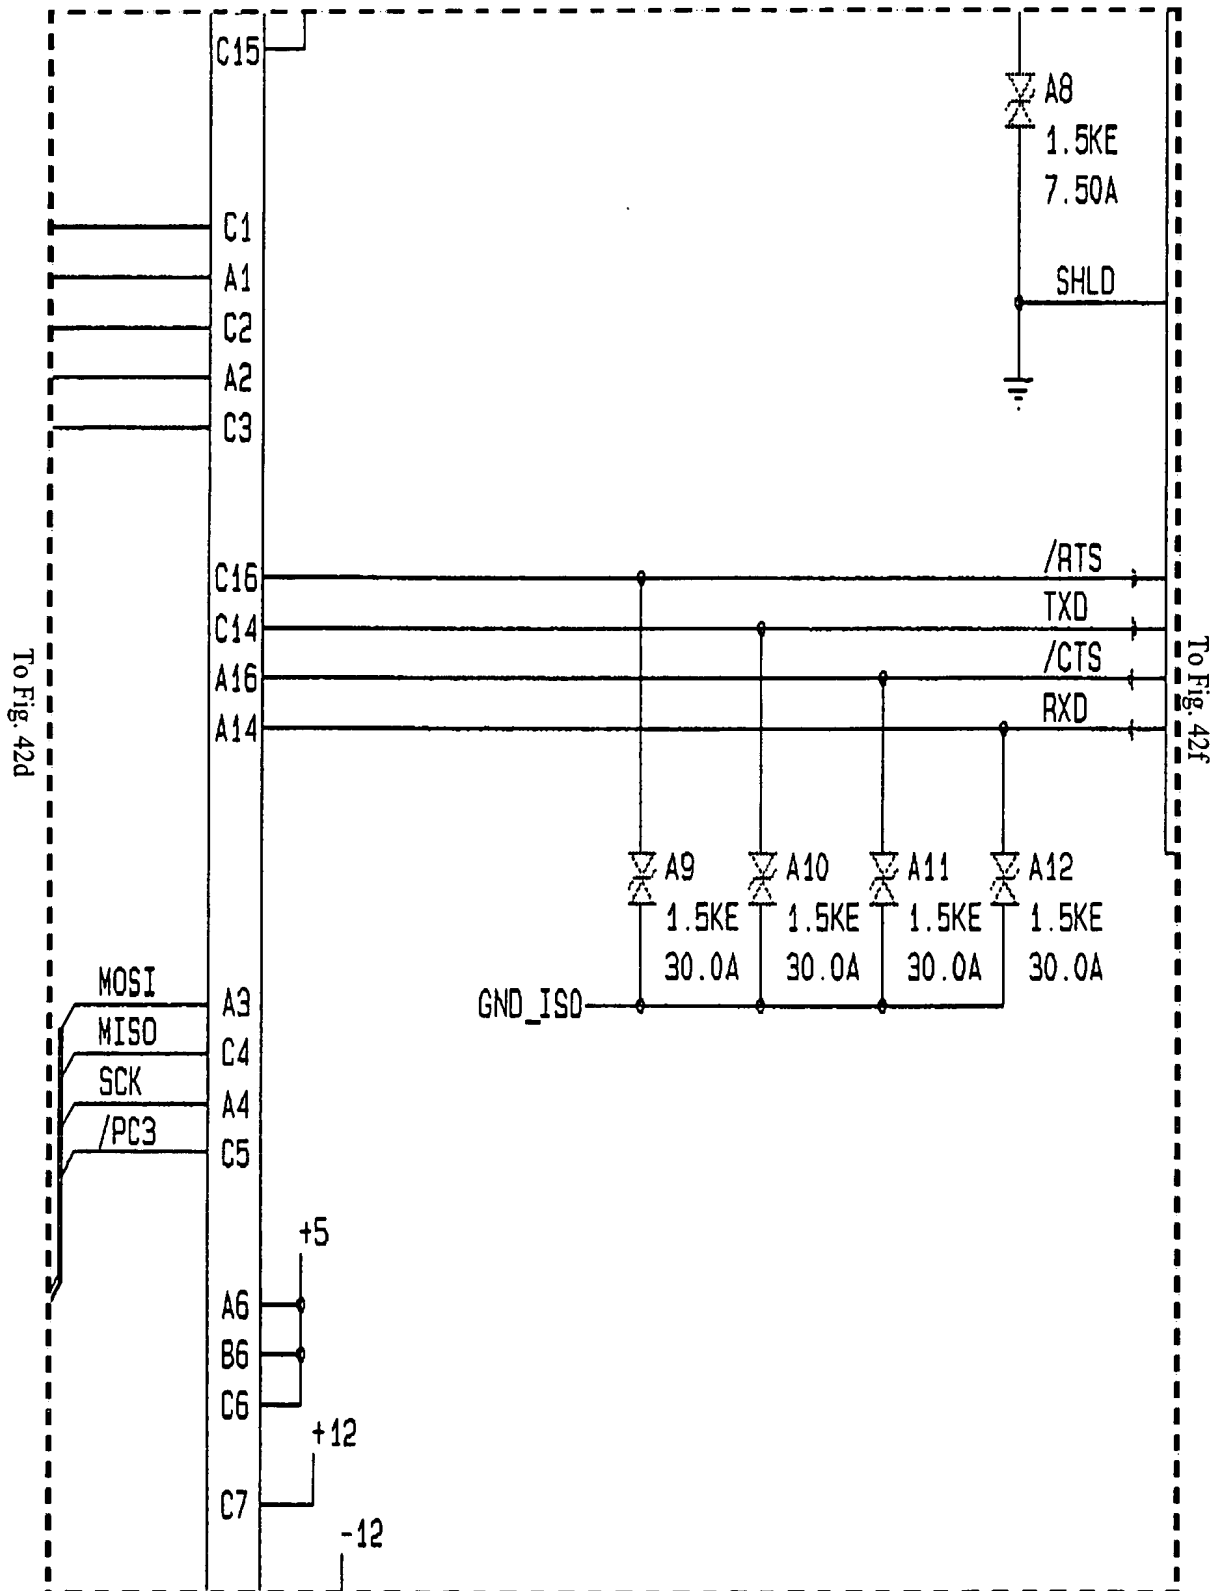 C15
A8
1.5KE
7.50A
C1
A1
SHLD
C2
A2
C3
C16
/RTS
C14
TXD
A16
/CTS
A14
RXD
To Fig. 42d
To Fig. 42f
A9
1.5KE
30.0A
A10
1.5KE
30.0A
A11
1.5KE
30.0A
A12
1.5KE
30.0A
GND_ISO
MOSI
A3
MISO
C4
SCK
A4
/PC3
C5
+5
A6
B6
C6
+12
C7
-12